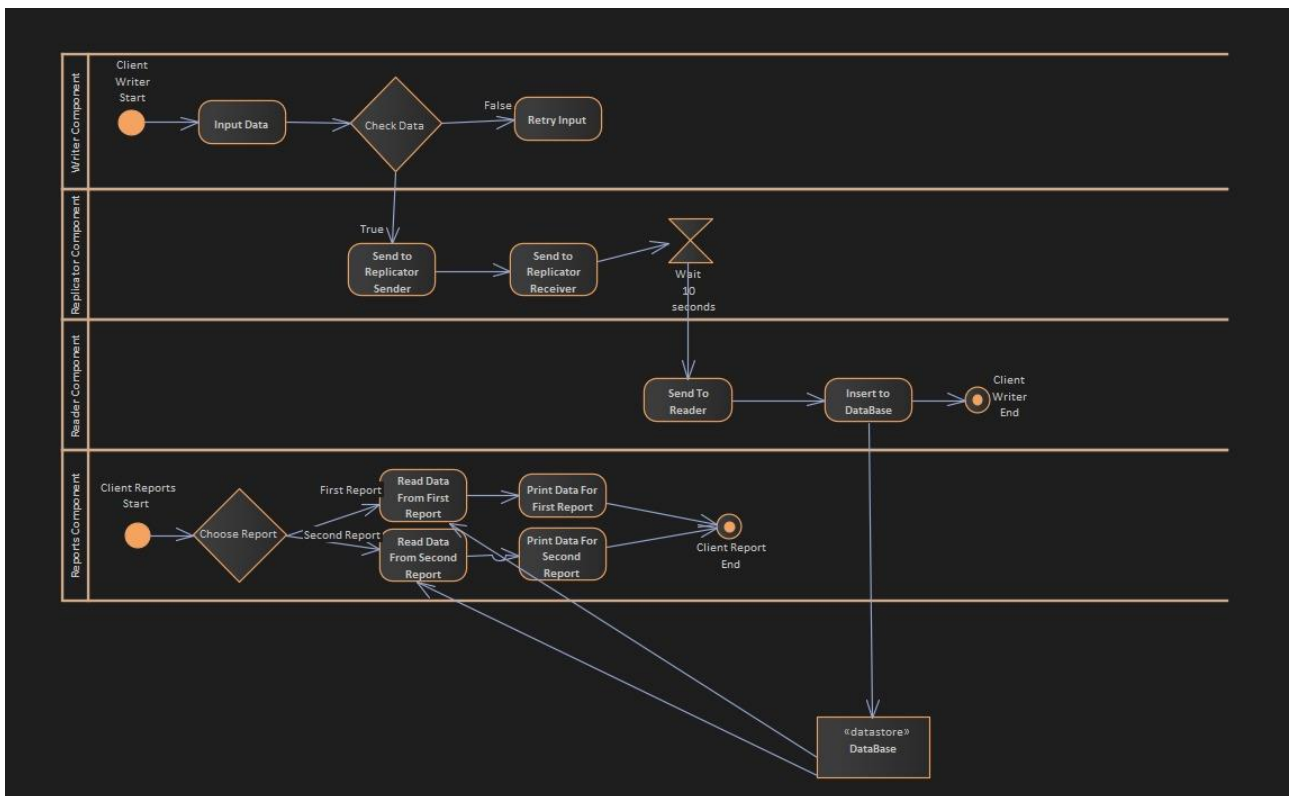 Writer Component
Client
Writer
Start
Input Data
Check Data
False
Retry Input
Replicator Component
True
Send to
Replicator
Sender
Send to
Replicator
Receiver
Wait
10
seconds
Reader Component
Send To
Reader
Insert to
DataBase
Client
Writer
End
Reports Component
Client Reports
Start
Choose Report
First Report
Second Report
Read Data
From First
Report
Print Data For
First Report
Read Data
From Second
Report
Print Data For
Second
Report
Client Report
End
«datastore»
DataBase